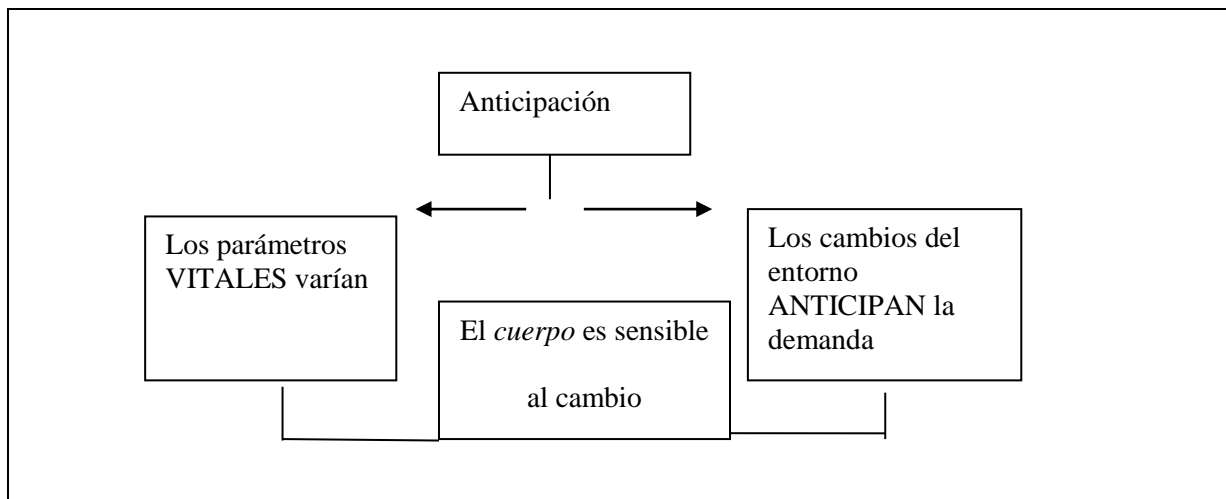 Anticipación
Los parámetros
VITALES varían
Los cambios del
entorno
ANTICIPAN la
demanda
El cuerpo es sensible
al cambio